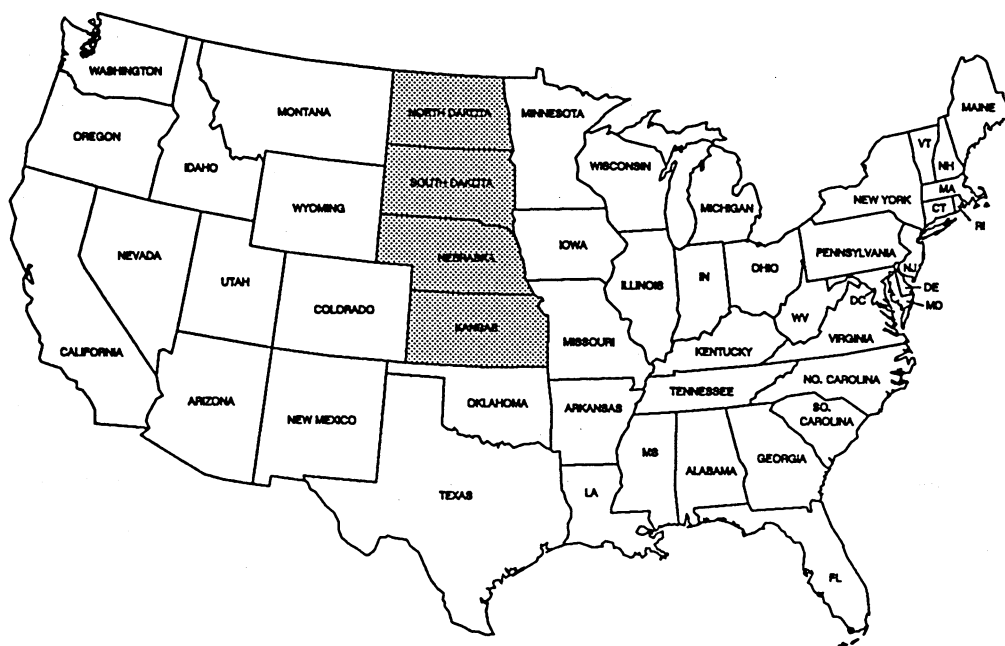 WASHINGTON
OREGON
IDAHO
MONTANA
WYOMING
NEVADA
UTAH
COLORADO
CALIFORNIA
ARIZONA
NEW MEXICO
NORTH DAKOTA
SOUTH DAKOTA
NEBRASKA
KANSAS
OKLAHOMA
TEXAS
MINNESOTA
IOWA
MISSOURI
ARKANSAS
LA
WISCONSIN
ILLINOIS
MICHIGAN
IN
OHIO
KENTUCKY
TENNESSEE
MS
ALABAMA
GEORGIA
FL
SO.
CAROLINA
NO. CAROLINA
VIRGINIA
WV
DC
MD
DE
NJ
PENNSYLVANIA
NEW YORK
CT
RI
MA
VT
NH
MAINE